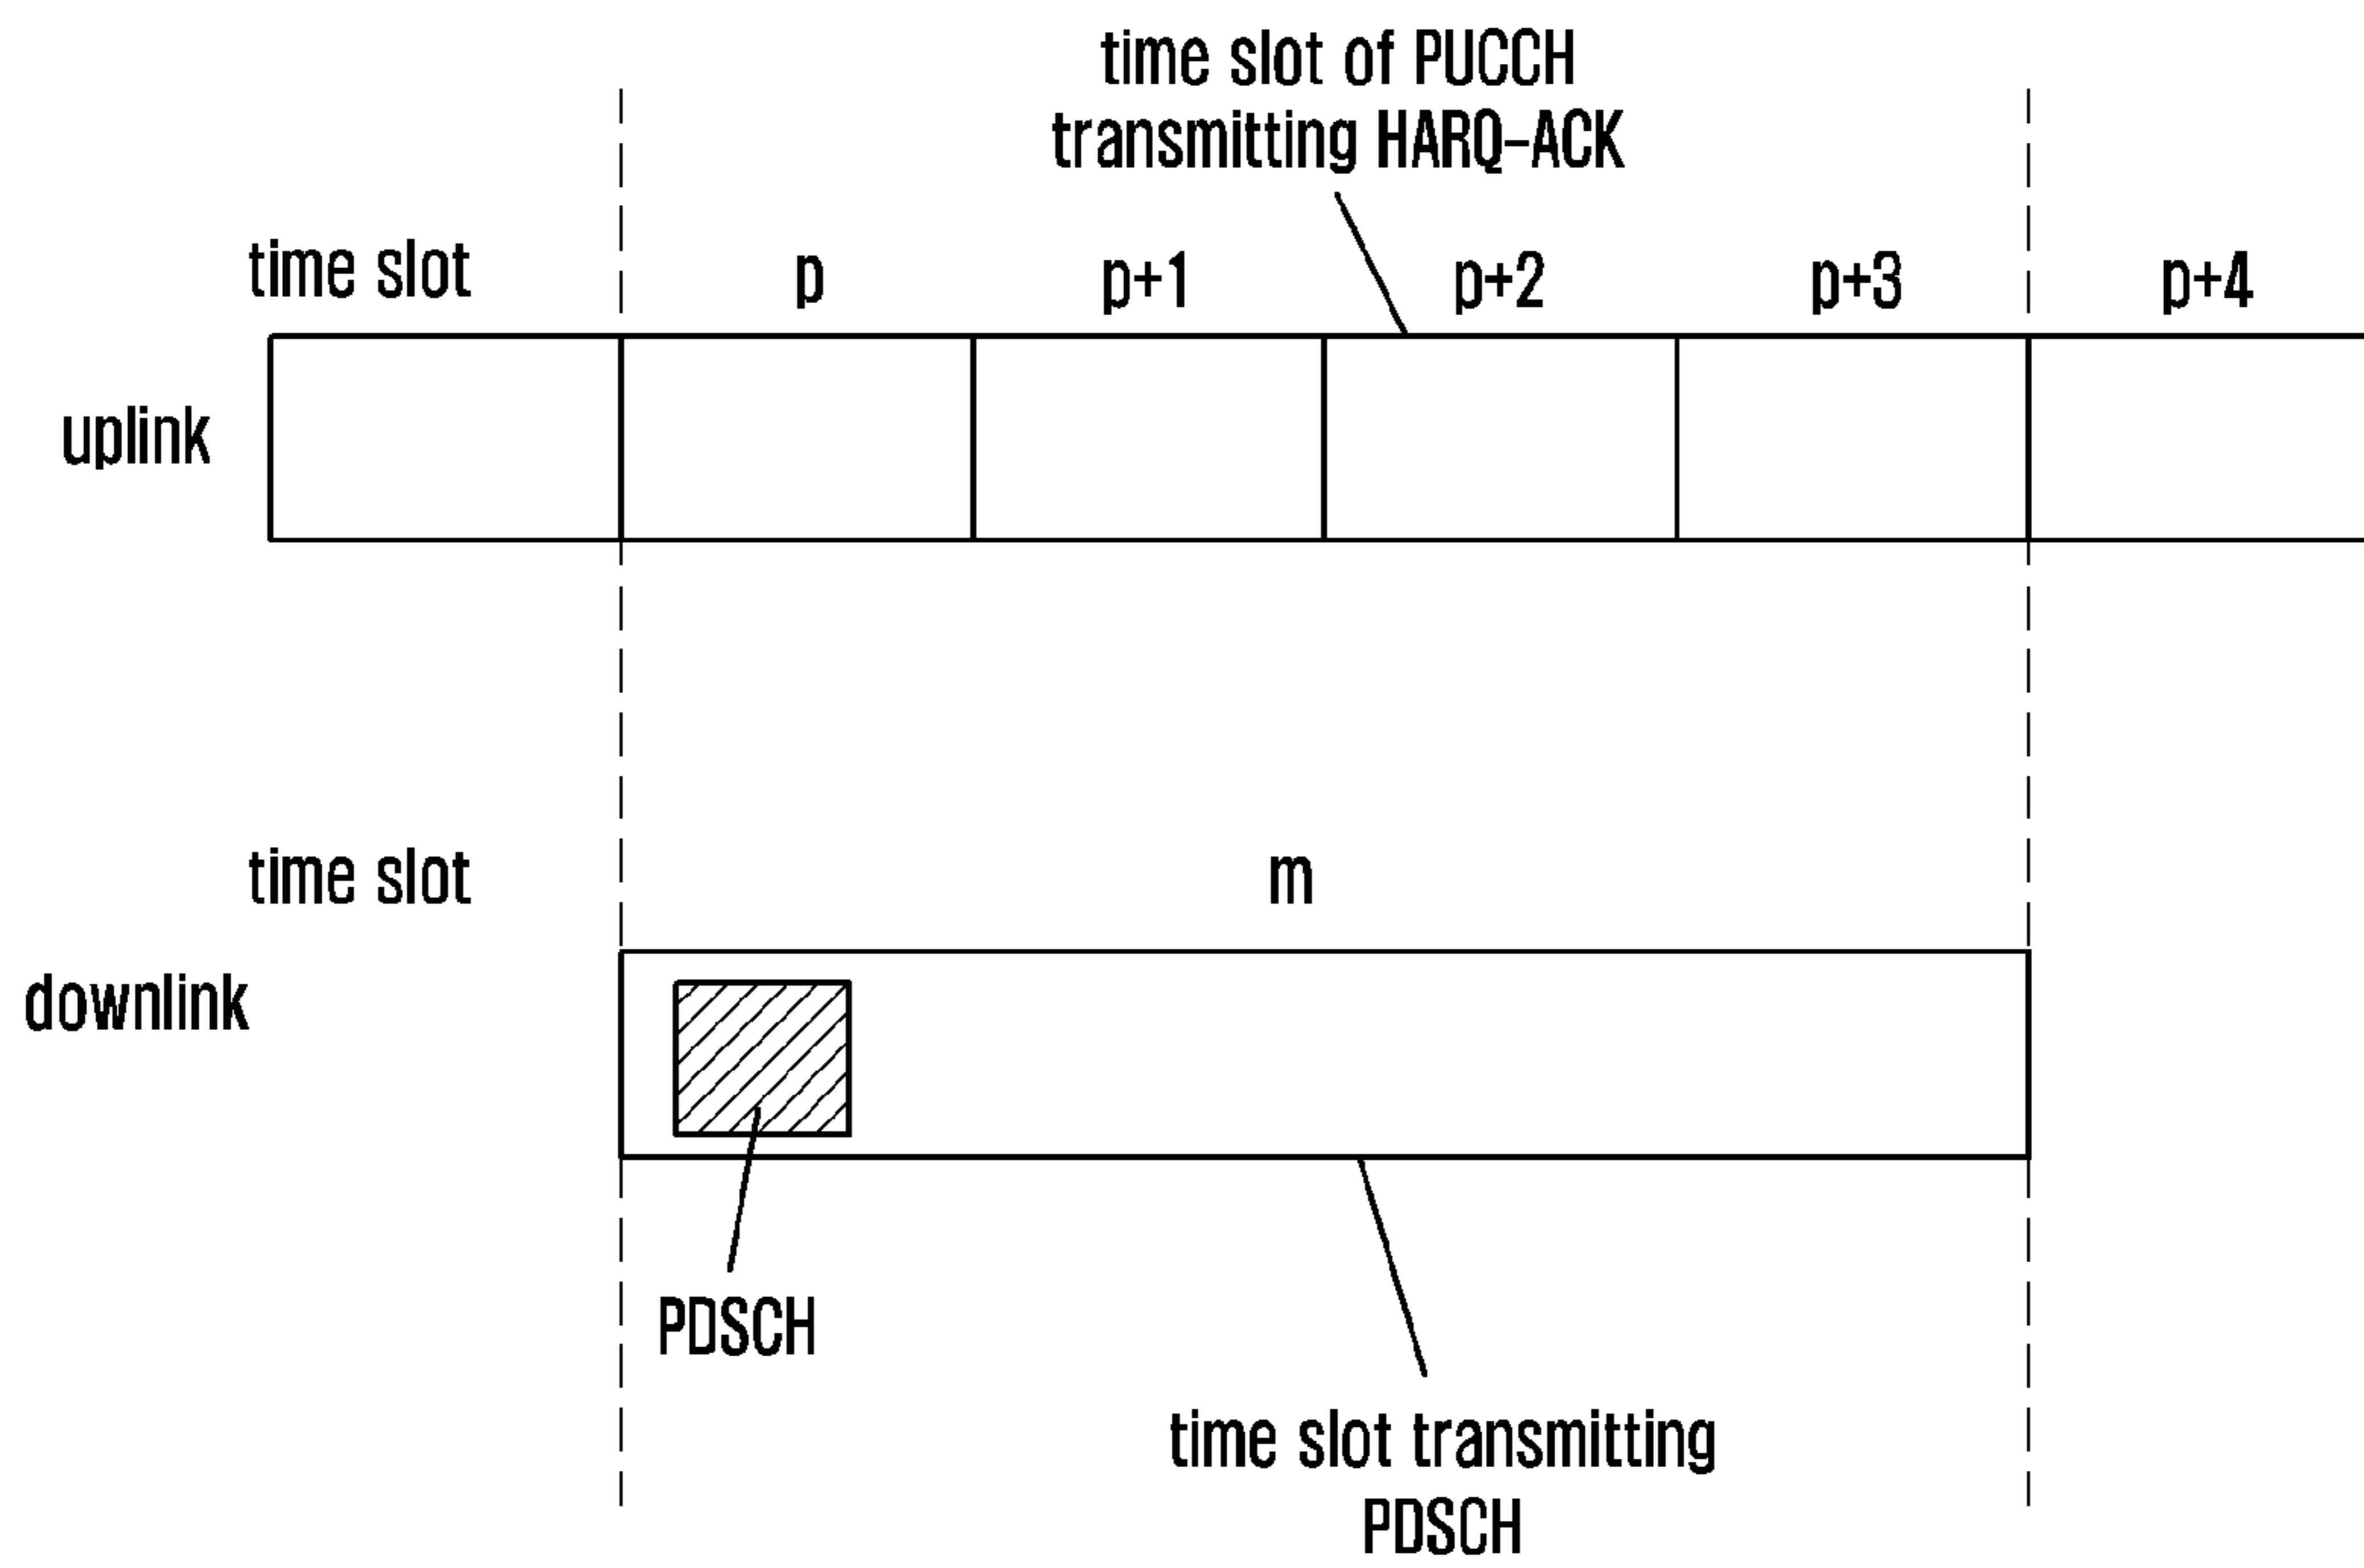 time slot of PUCCH
transmitting HARQ-ACK
time slot p p+1 p+2 p+3 p+4
uplink
time slot m
downlink
PDSCH
time slot transmitting
PDSCH